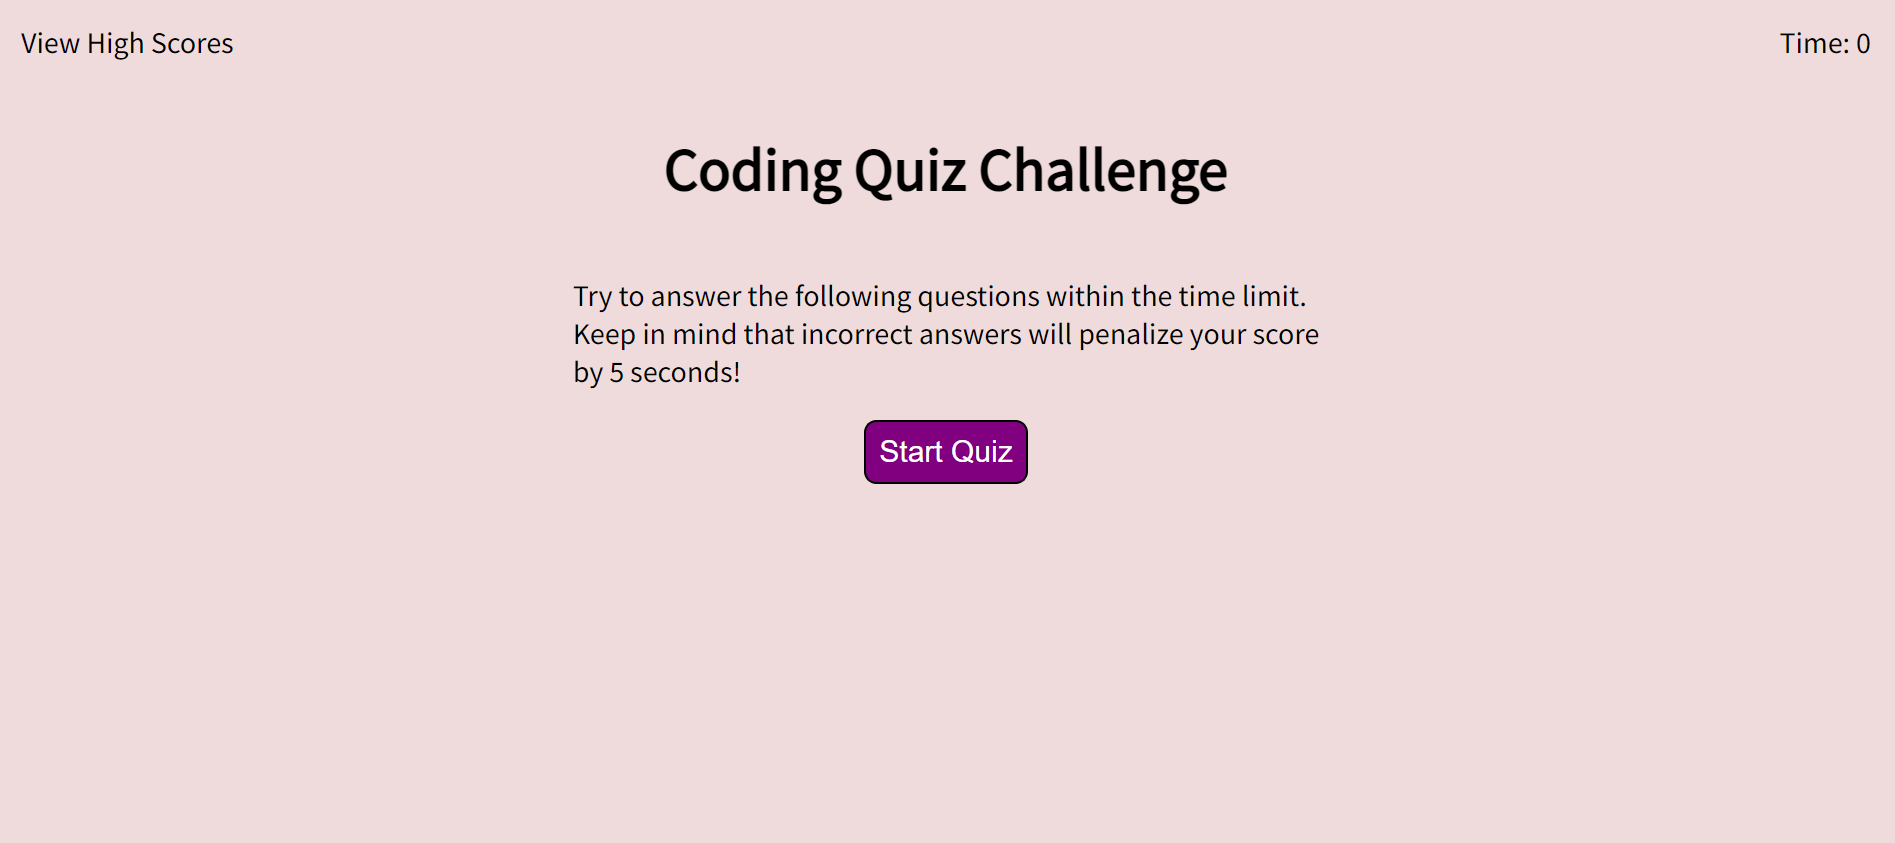 View High Scores
Time: 0
Coding Quiz Challenge
Try to answer the following questions within the time limit.
Keep in mind that incorrect answers will penalize your score
by 5 seconds!
Start Quiz